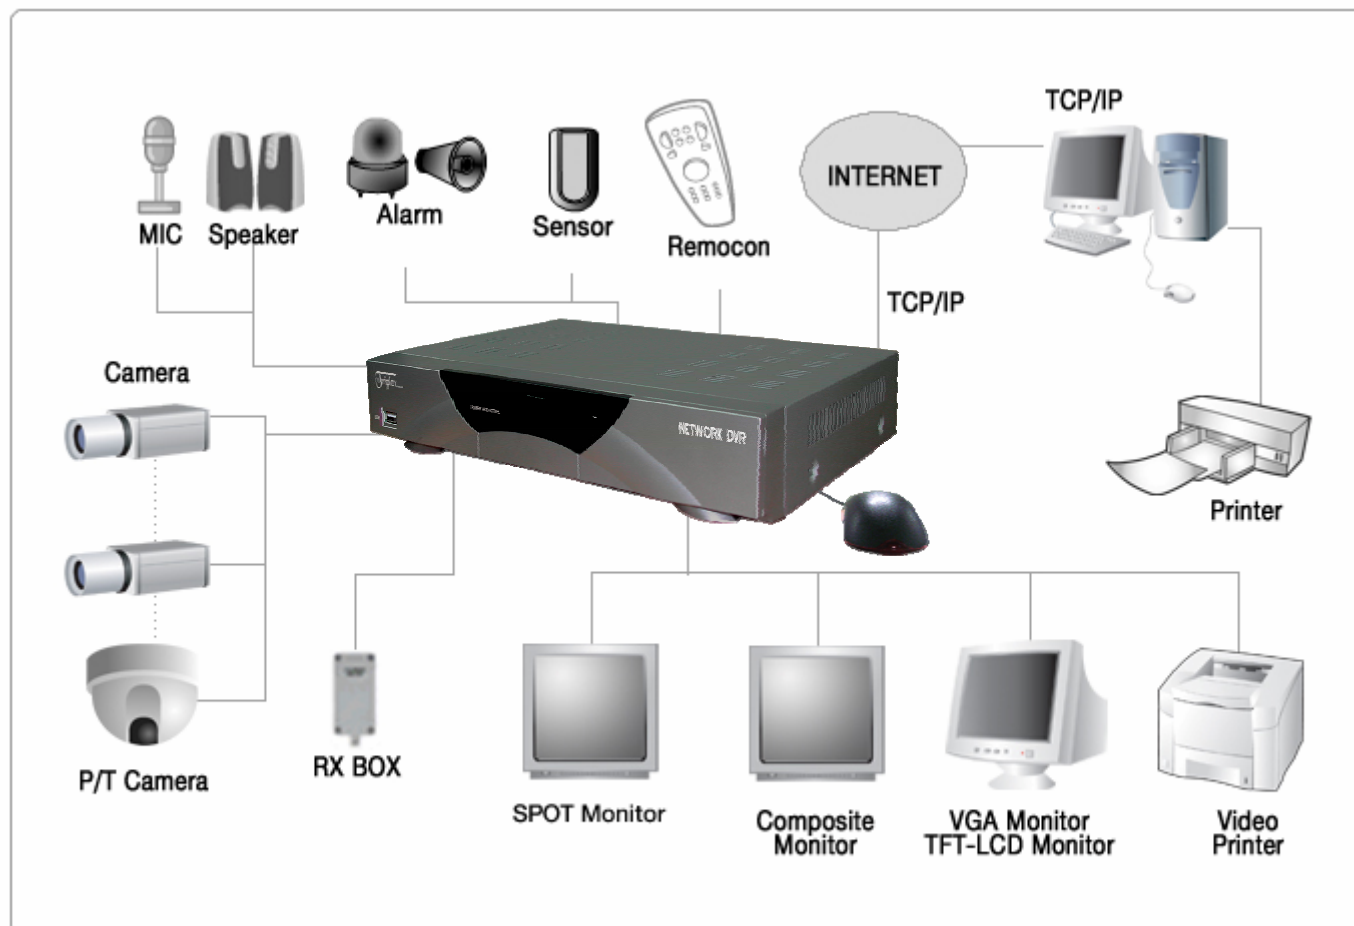 TCP/IP
INTERNET
MIC
Speaker
Alarm
Sensor
Remocon
TCP/IP
Camera
NETWORK DVR
Printer
P/T Camera
RX BOX
SPOT Monitor
Composite
Monitor
VGA Monitor
TFT-LCD Monitor
Video
Printer